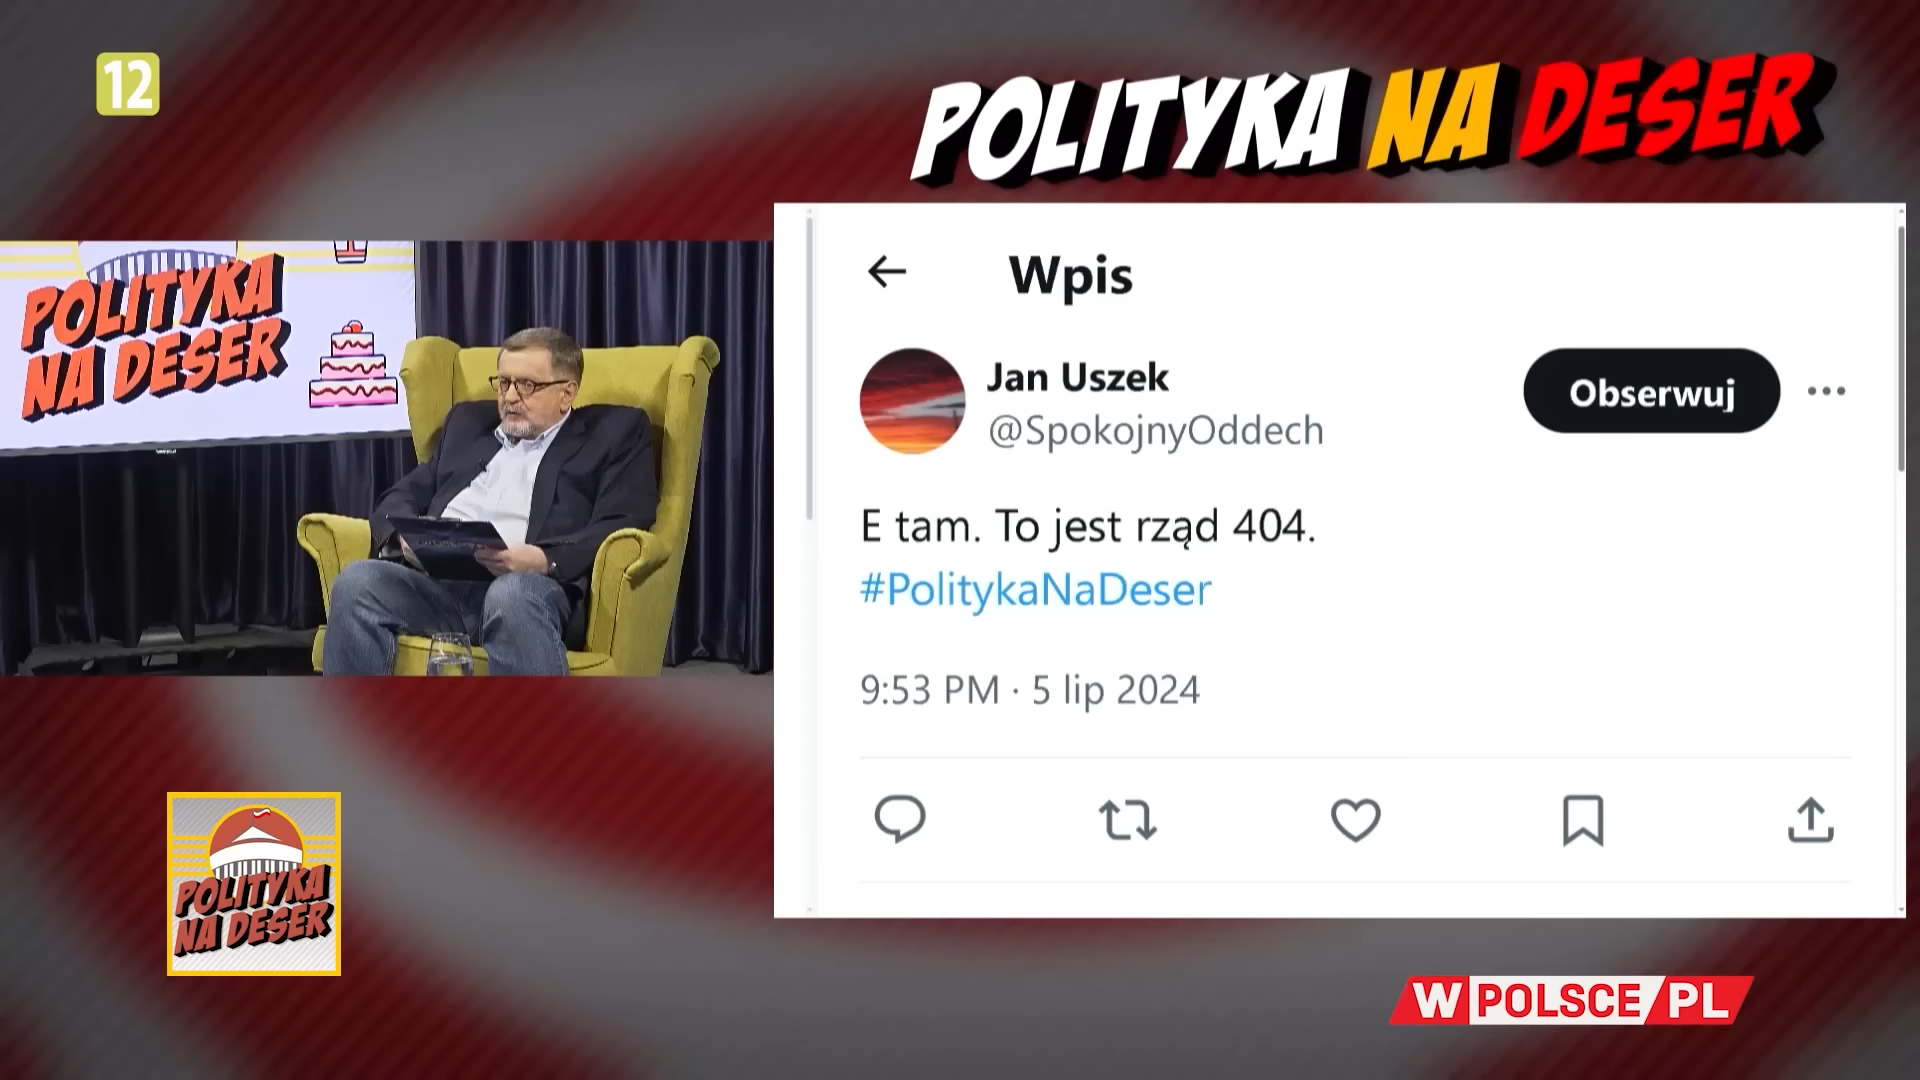 12
POLITYKA NA DESER
POLITYKA
NA DESER
Wpis
Jan Uszek
@SpokojnyOddech
Obserwuj
E tam. To jest rząd 404.
#PolitykaNaDeser
9:53 PM · 5 lip 2024
POLITYKA
NA DESER
W POLSCE/PL